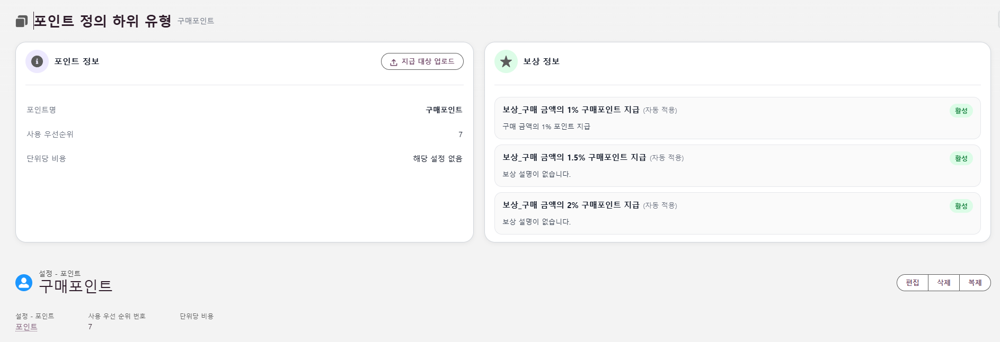 포인트 정의 하위 유형 구매포인트
포인트 정보
지급 대상 업로드
포인트명 구매포인트
사용 우선순위 7
단위당 비용 해당 설정 없음
보상 정보
보상_구매 금액의 1% 구매포인트 지급 (자동 적용) 활성
구매 금액의 1% 포인트 지급
보상_구매 금액의 1.5% 구매포인트 지급 (자동 적용) 활성
보상 설명이 없습니다.
보상_구매 금액의 2% 구매포인트 지급 (자동 적용) 활성
보상 설명이 없습니다.
설정 - 포인트
구매포인트
편집 삭제 복제
설정 - 포인트 사용 우선 순위 번호 단위당 비용
포인트 7